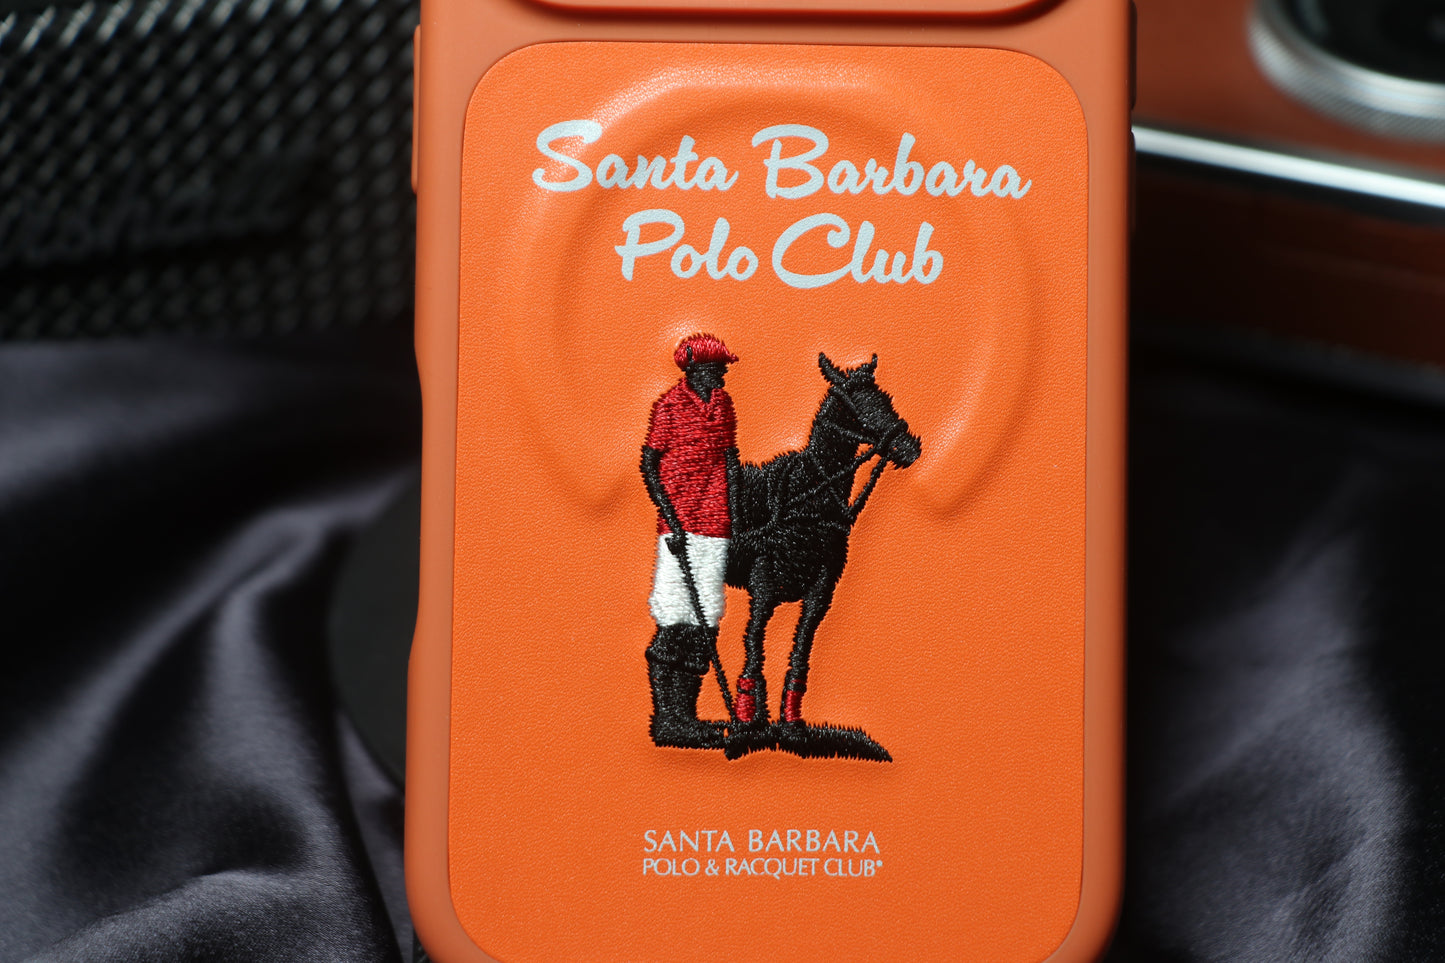 Santa Barbara
Polo Club
SANTA BARBARA
POLO & RACQUET CLUB®